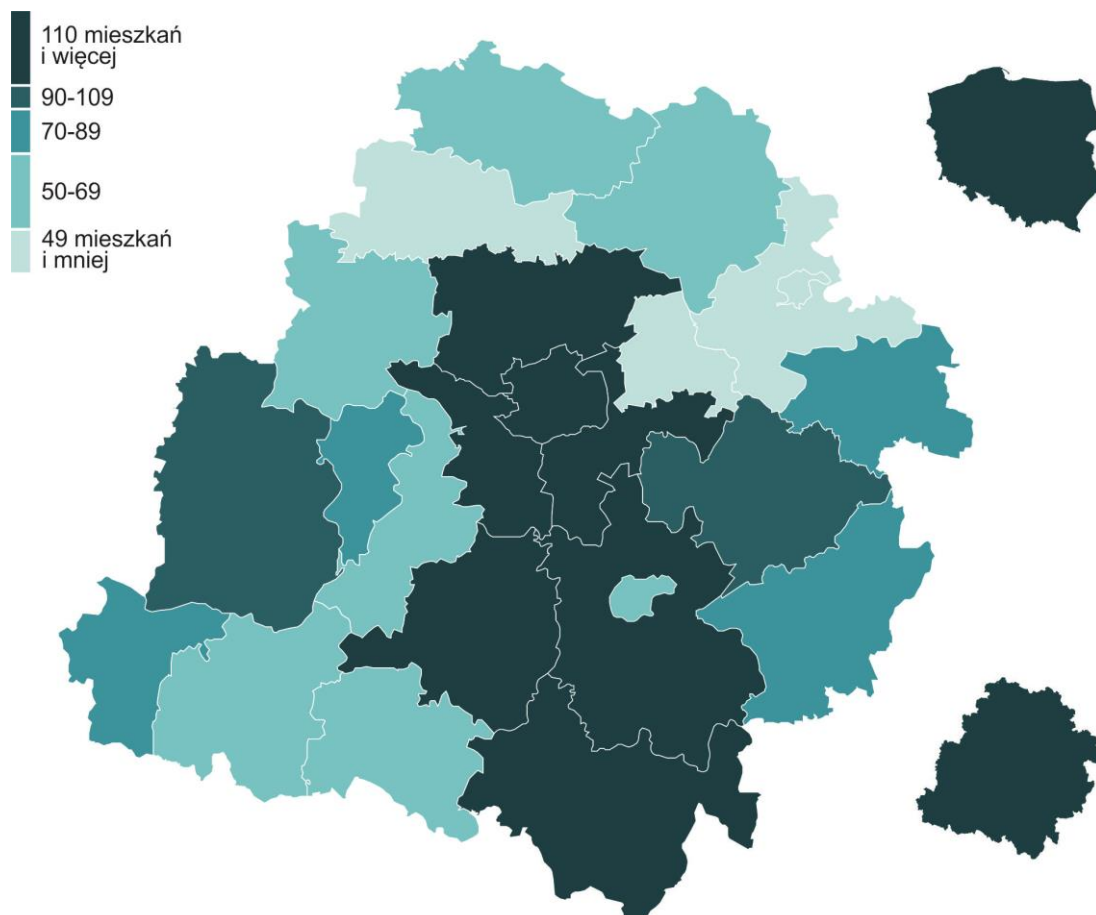 110 mieszkań
i więcej
90-109
70-89
50-69
49 mieszkań
i mniej